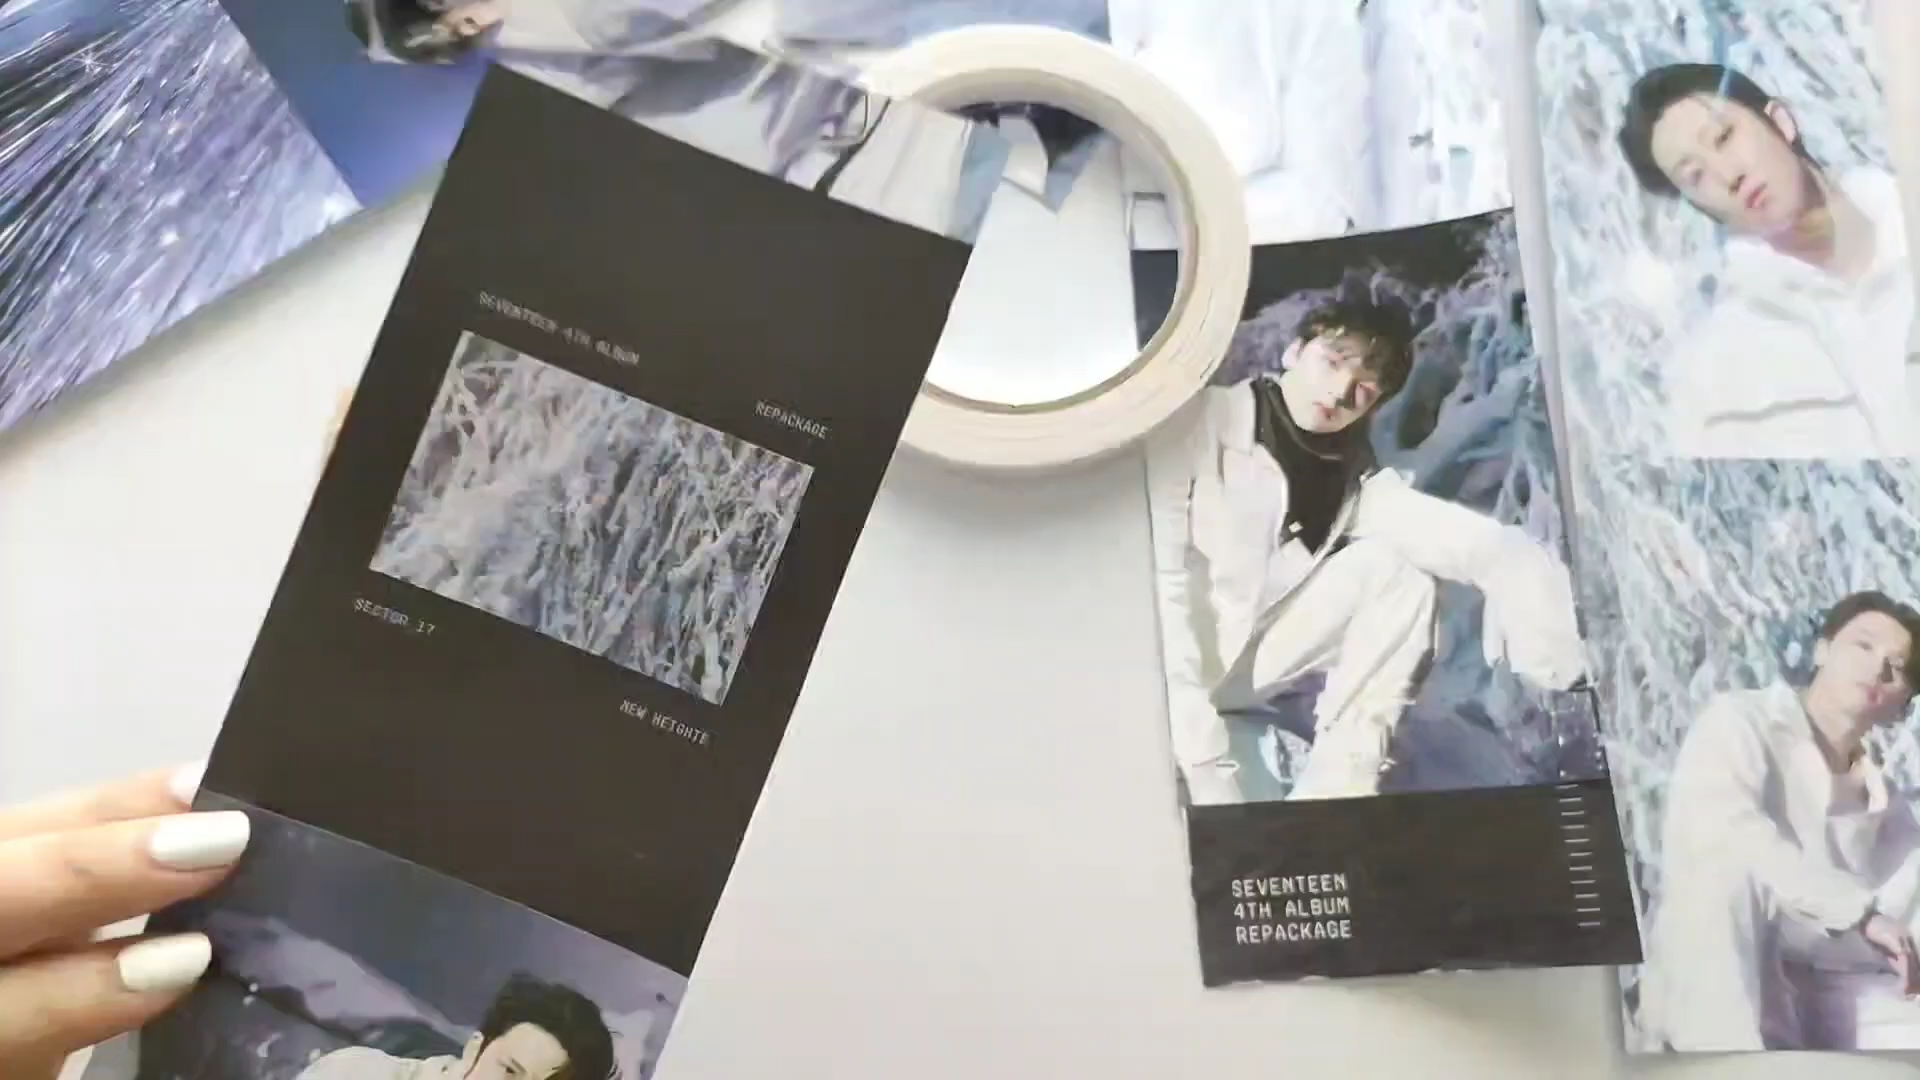 SEVENTEEN 4TH ALBUM
REPACKAGE
SECTOR 17
NEW HEIGHTS
SEVENTEEN
4TH ALBUM
REPACKAGE